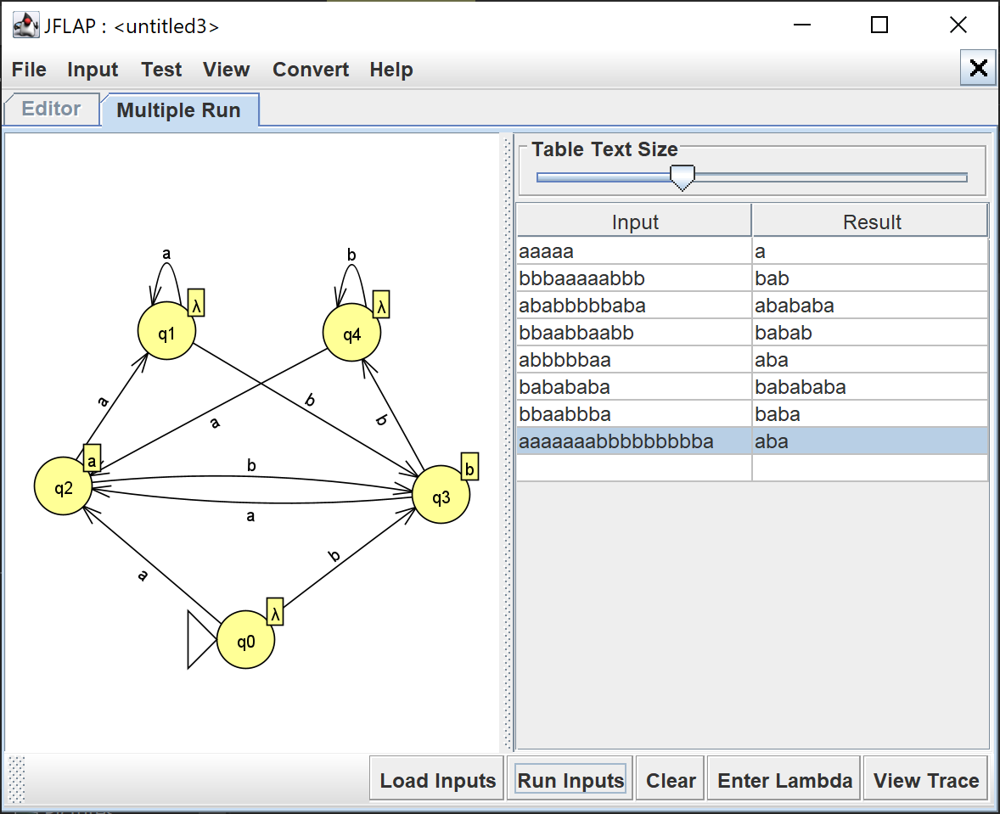 JFLAP : <untitled3>
File Input Test View Convert Help
Editor Multiple Run
Table Text Size
Input Result
aaaaa a
bbbaaaaabbb bab
ababbbbbaba abababa
bbaabbaabb babab
abbbbbaa aba
babababa babababa
bbaabbba baba
aaaaaaabbbbbbbbbba aba
a b
λ λ
q1 q4
a b
a b
a b
q2 q3
b
a
a b
λ
q0
Load Inputs Run Inputs Clear Enter Lambda View Trace